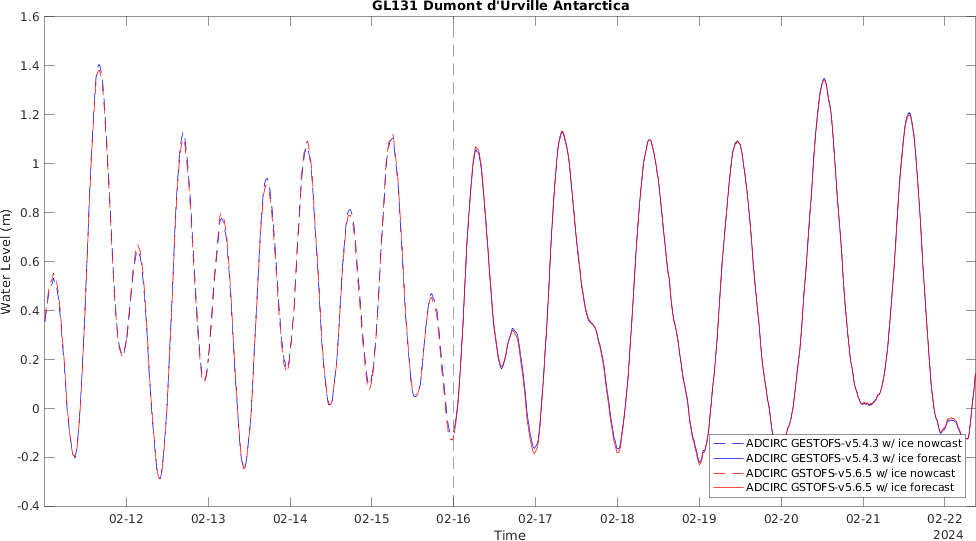 GL131 Dumont d'Urville Antarctica
1.6
1.4
1.2
1
0.8
0.6
0.4
0.2
0
-0.2
-0.4
Water Level (m)
ADCIRC GESTOFS-v5.4.3 w/ ice nowcast
ADCIRC GESTOFS-v5.4.3 w/ ice forecast
ADCIRC GSTOFS-v5.6.5 w/ ice nowcast
ADCIRC GSTOFS-v5.6.5 w/ ice forecast
02-12 02-13 02-14 02-15 02-16 02-17 02-18 02-19 02-20 02-21 02-22
Time 2024